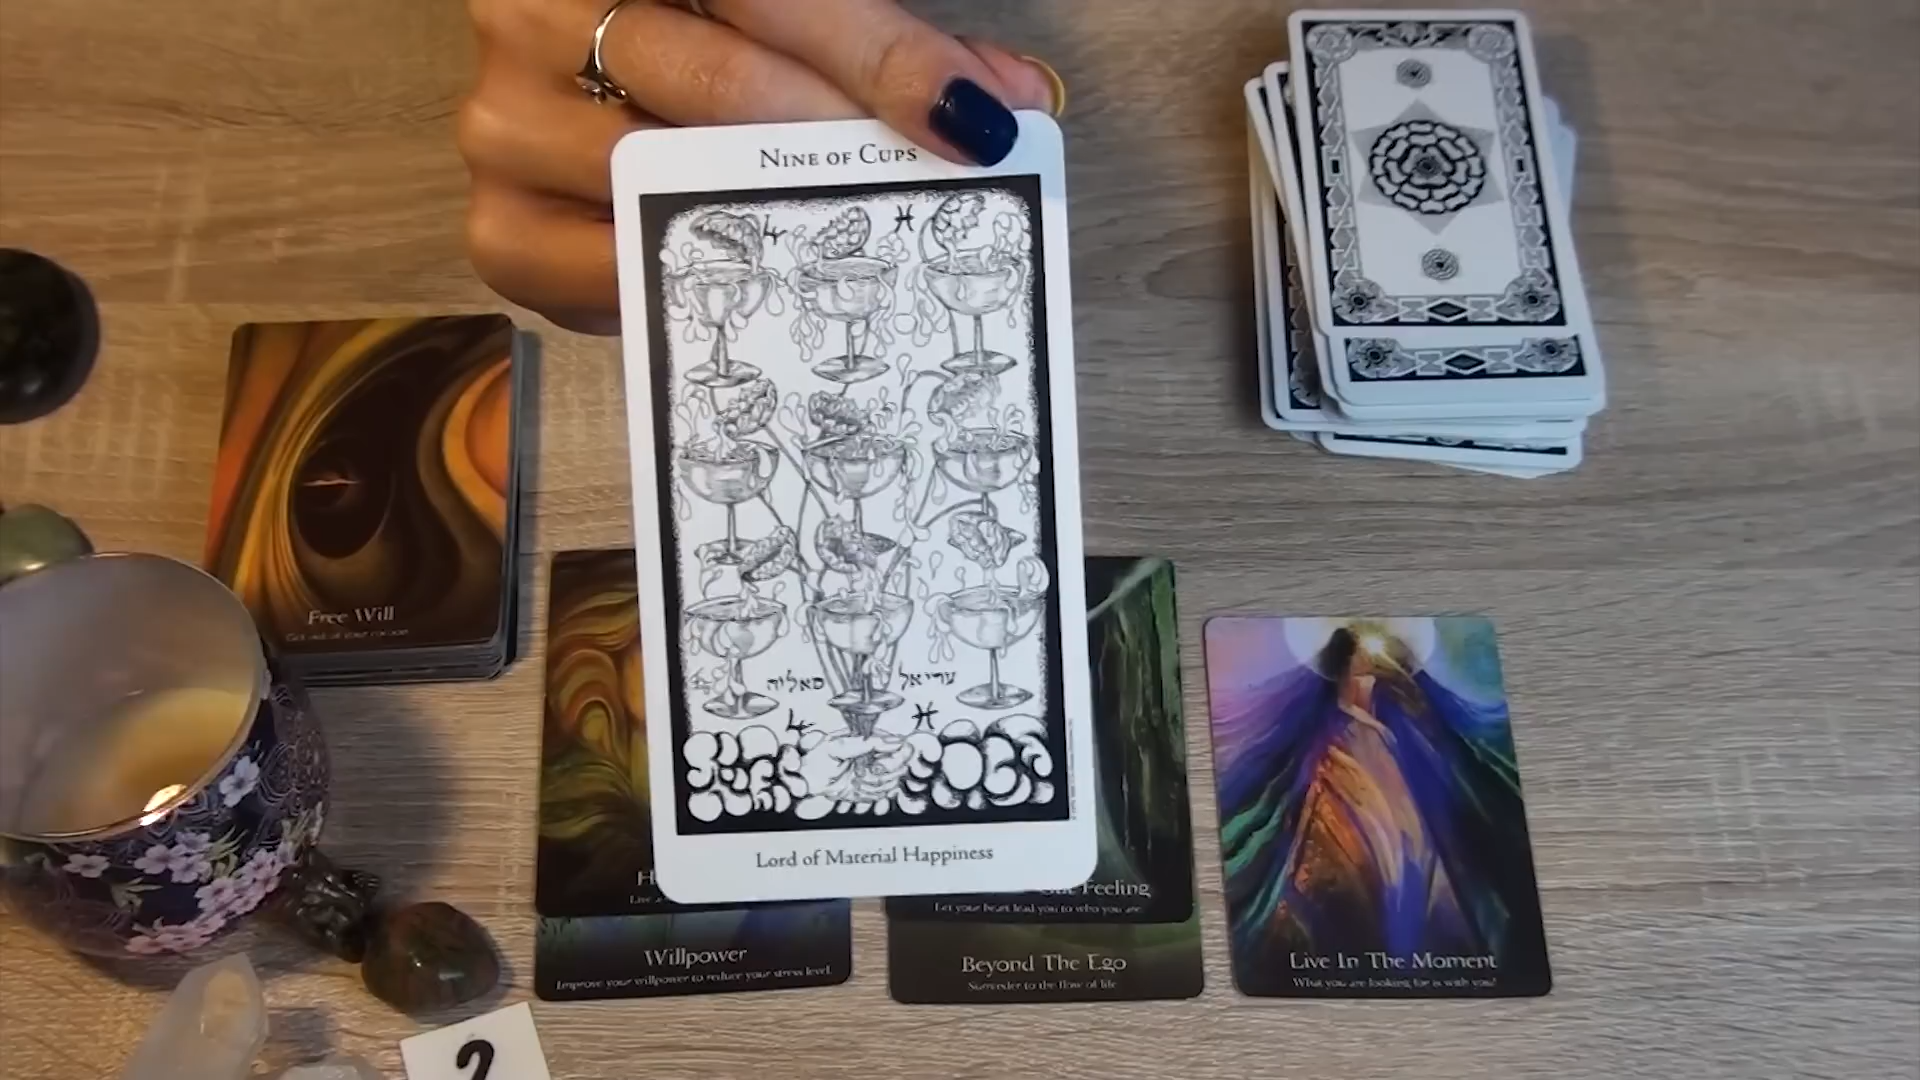 NINE OF CUPS
סאליה
עריאל
Lord of Material Happiness
Free Will
Willpower
Improve your willpower to reduce your stress level.
Feeling
Let your heart lead you to who you are
Beyond The Ego
Surrender to the flow of life
Live In The Moment
What you are looking for is with you!
2